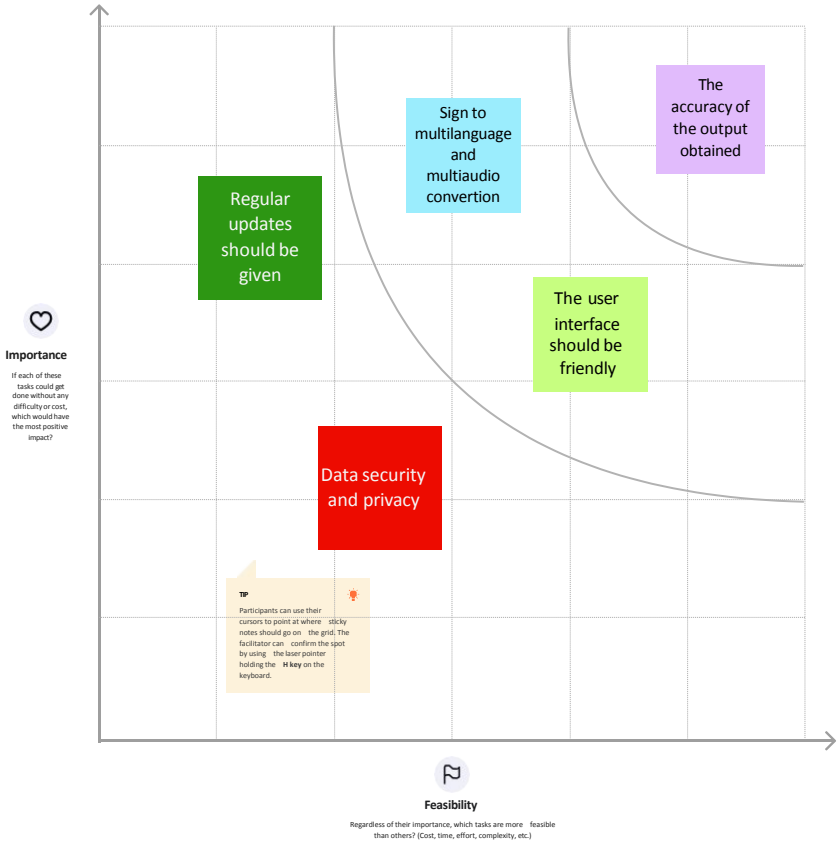 The
accuracy of
the output
obtained
Sign to
multilanguage
and
multiaudio
convertion
Regular
updates
should be
given
The user
interface
should be
friendly
Importance
If each of these
tasks could get
done without any
difficulty or cost,
which would have
the most positive
impact?
Data security
and privacy
TIP
Participants can use their
cursors to point at where sticky
notes should go on the grid. The
facilitator can confirm the spot
by using the laser pointer
holding the H key on the
keyboard.
Feasibility
Regardless of their importance, which tasks are more feasible
than others? (Cost, time, effort, complexity, etc.)